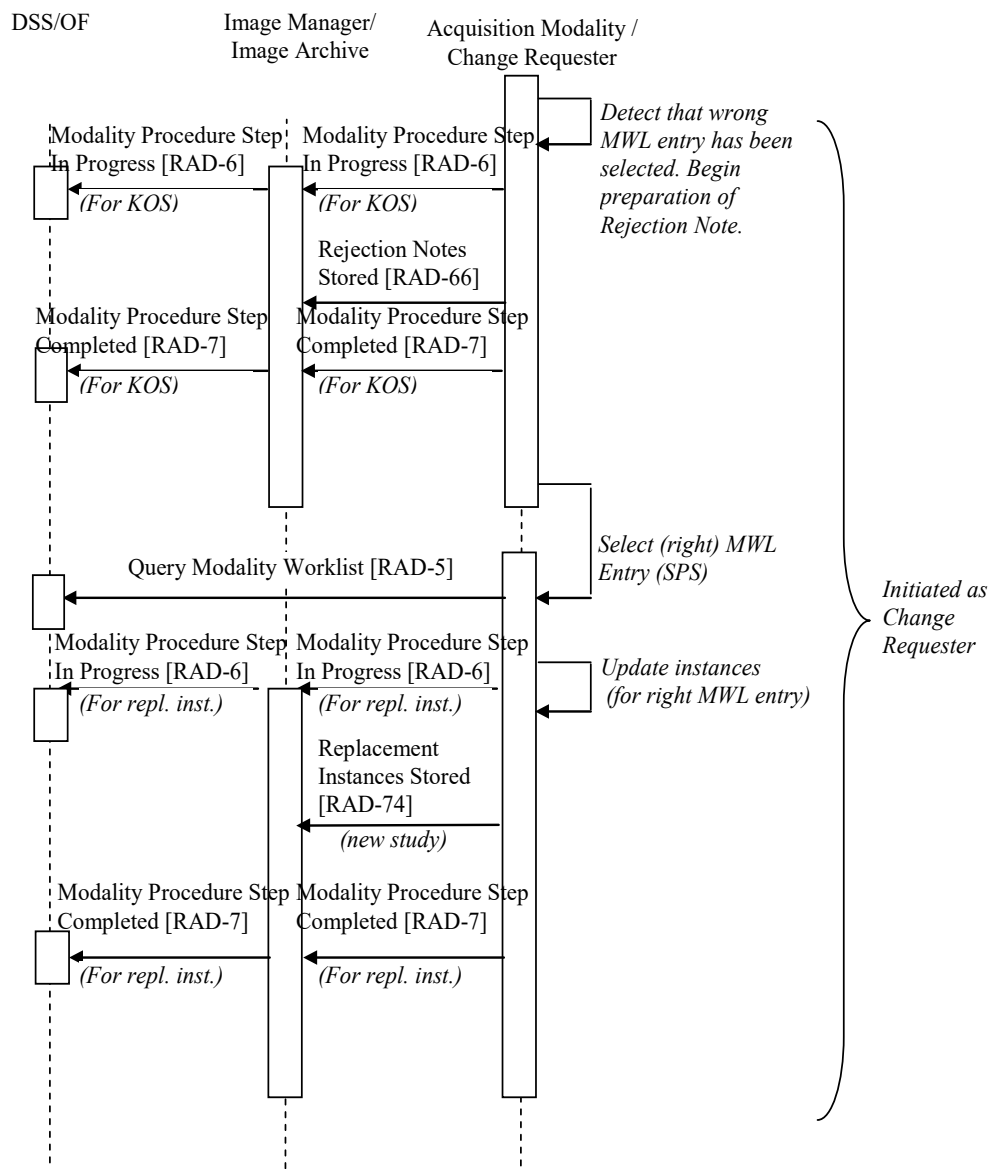 DSS/OF
Image Manager/
Image Archive
Acquisition Modality /
Change Requester
Detect that wrong
MWL entry has been
selected. Begin
preparation of
Rejection Note.
Modality Procedure Step
In Progress [RAD-6]
(For KOS)
Modality Procedure Step
In Progress [RAD-6]
(For KOS)
Rejection Notes
Stored [RAD-66]
Modality Procedure Step
Completed [RAD-7]
(For KOS)
Modality Procedure Step
Completed [RAD-7]
(For KOS)
Select (right) MWL
Entry (SPS)
Query Modality Worklist [RAD-5]
Initiated as
Change
Requester
Modality Procedure Step
In Progress [RAD-6]
(For repl. inst.)
Modality Procedure Step
In Progress [RAD-6]
(For repl. inst.)
Update instances
(for right MWL entry)
Replacement
Instances Stored
[RAD-74]
(new study)
Modality Procedure Step
Completed [RAD-7]
(For repl. inst.)
Modality Procedure Step
Completed [RAD-7]
(For repl. inst.)